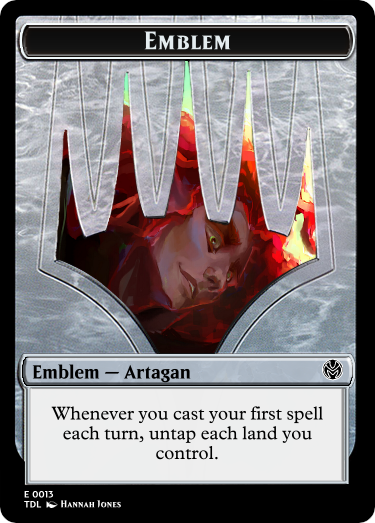 EMBLEM
Emblem — Artagan
Whenever you cast your first spell
each turn, untap each land you
control.
E 0013
TDL HANNAH JONES